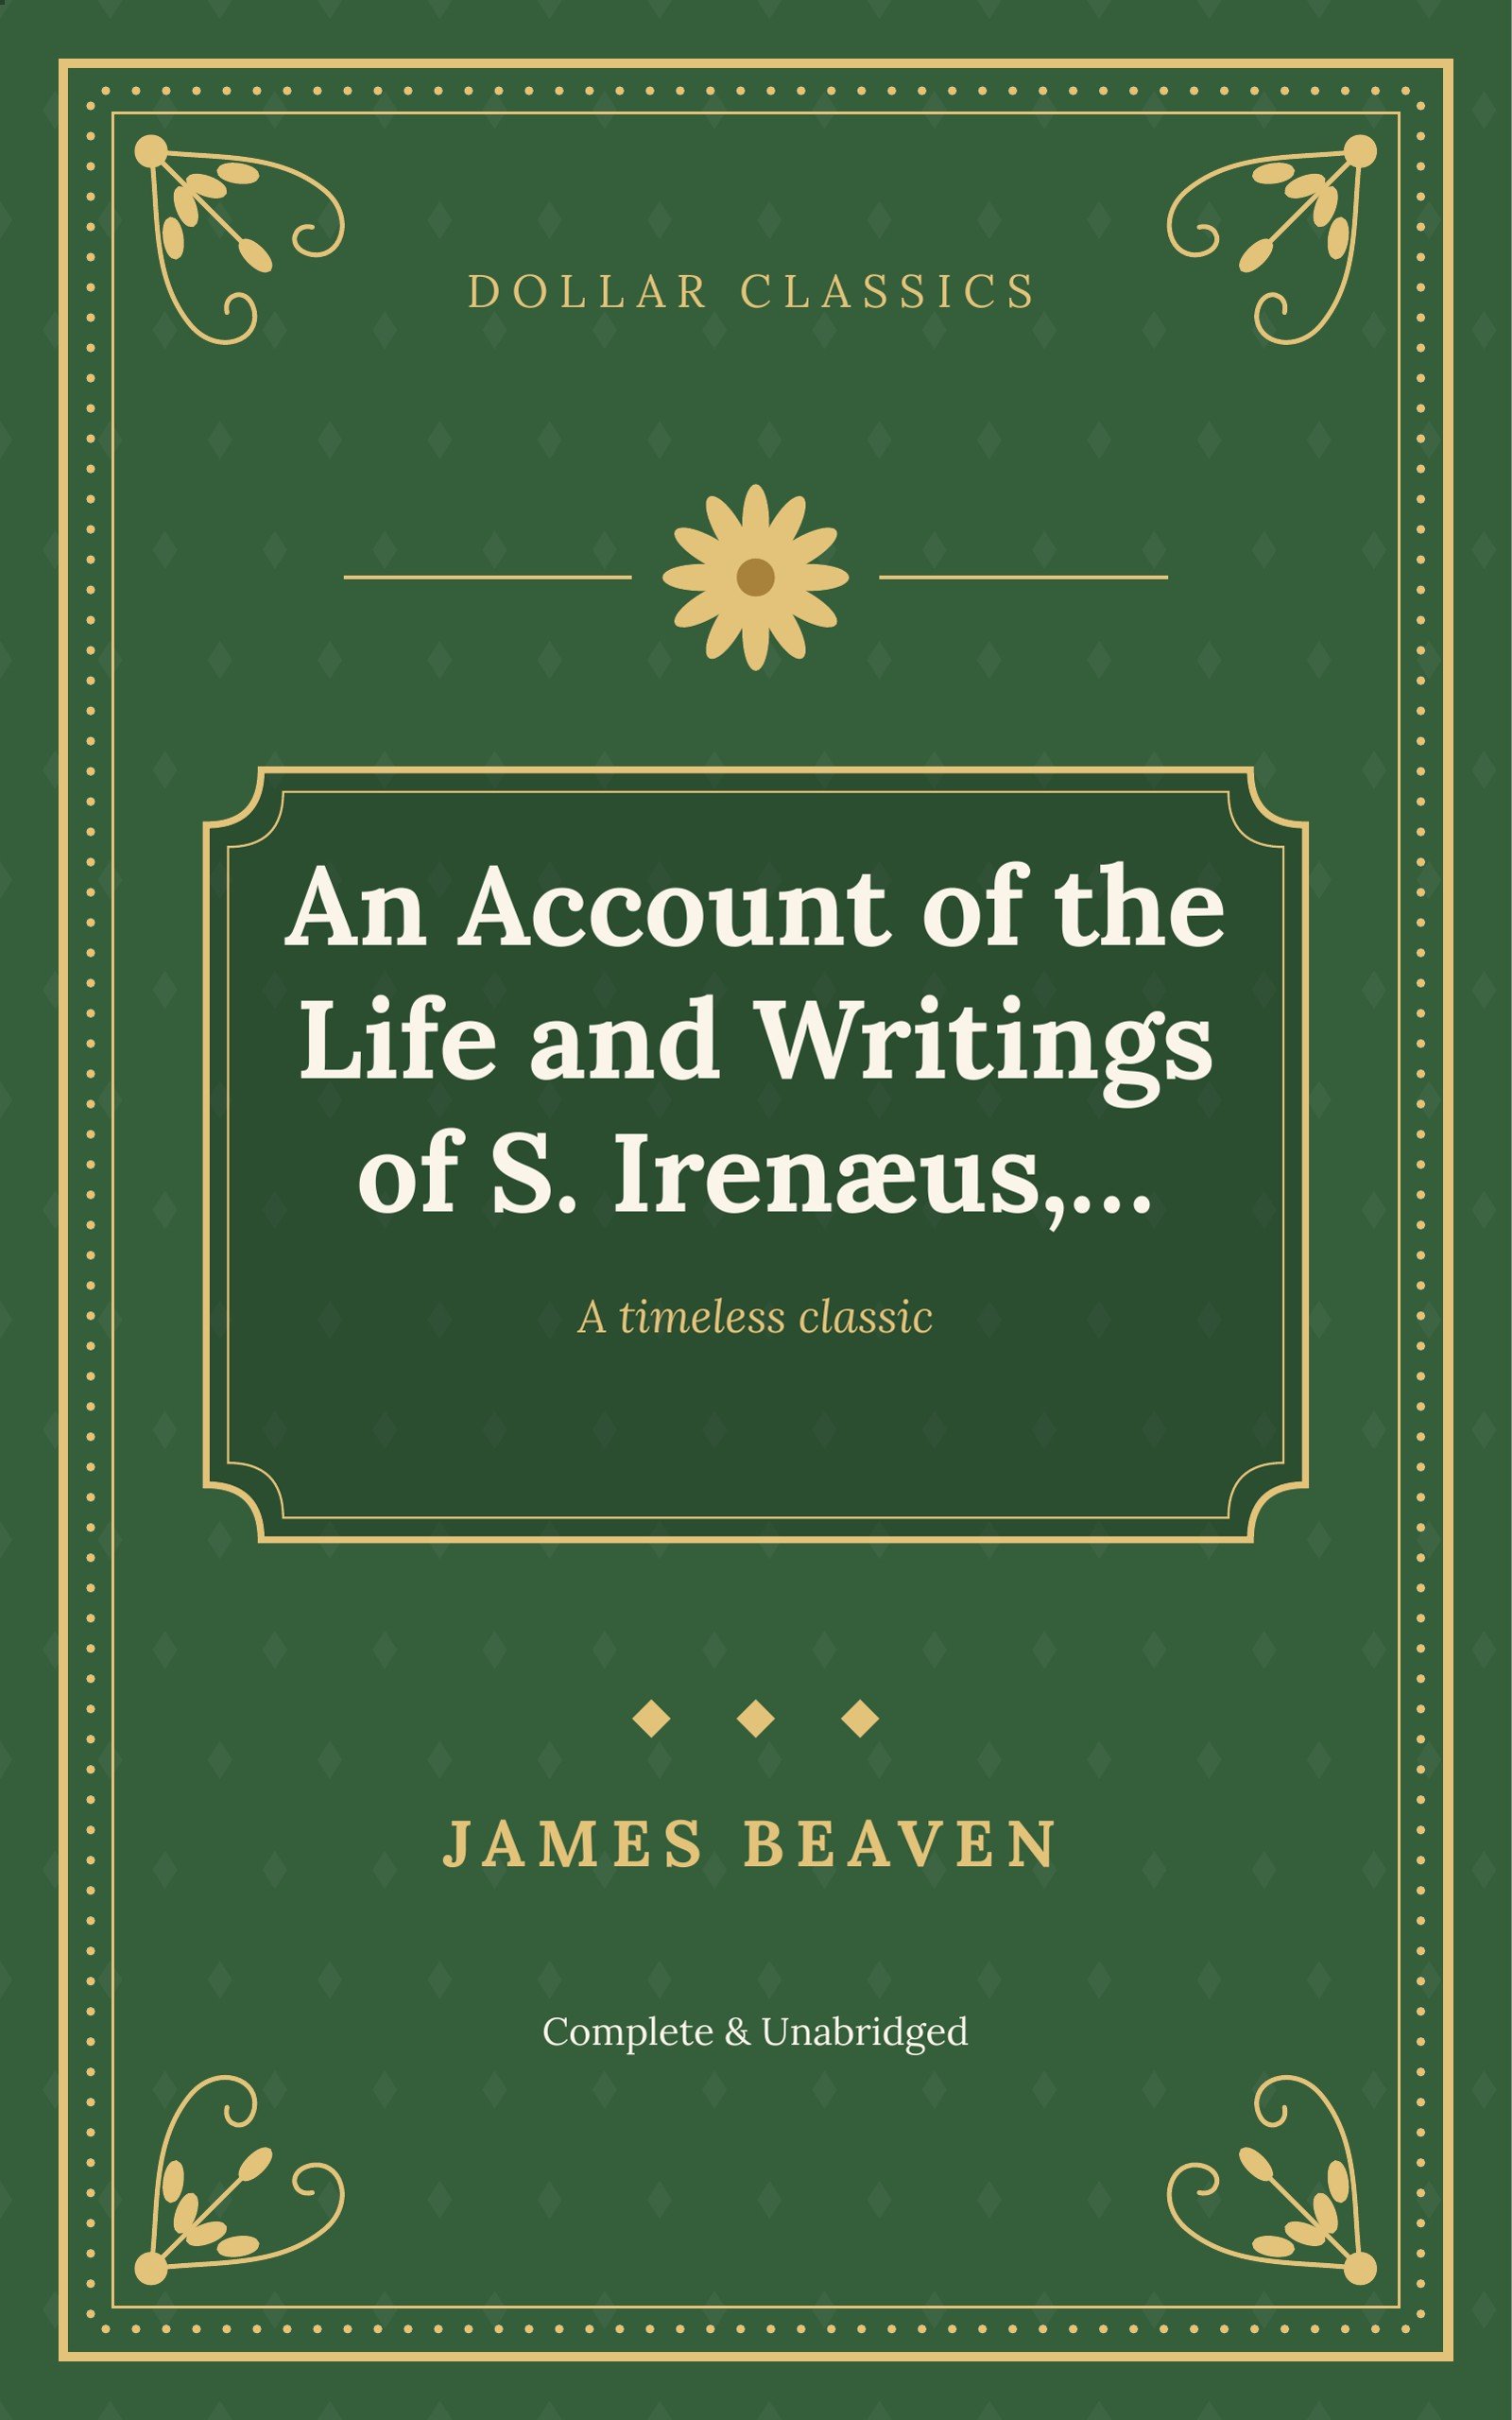 DOLLAR CLASSICS
An Account of the
Life and Writings
of S. Irenæus,...
A timeless classic
JAMES BEAVEN
Complete & Unabridged